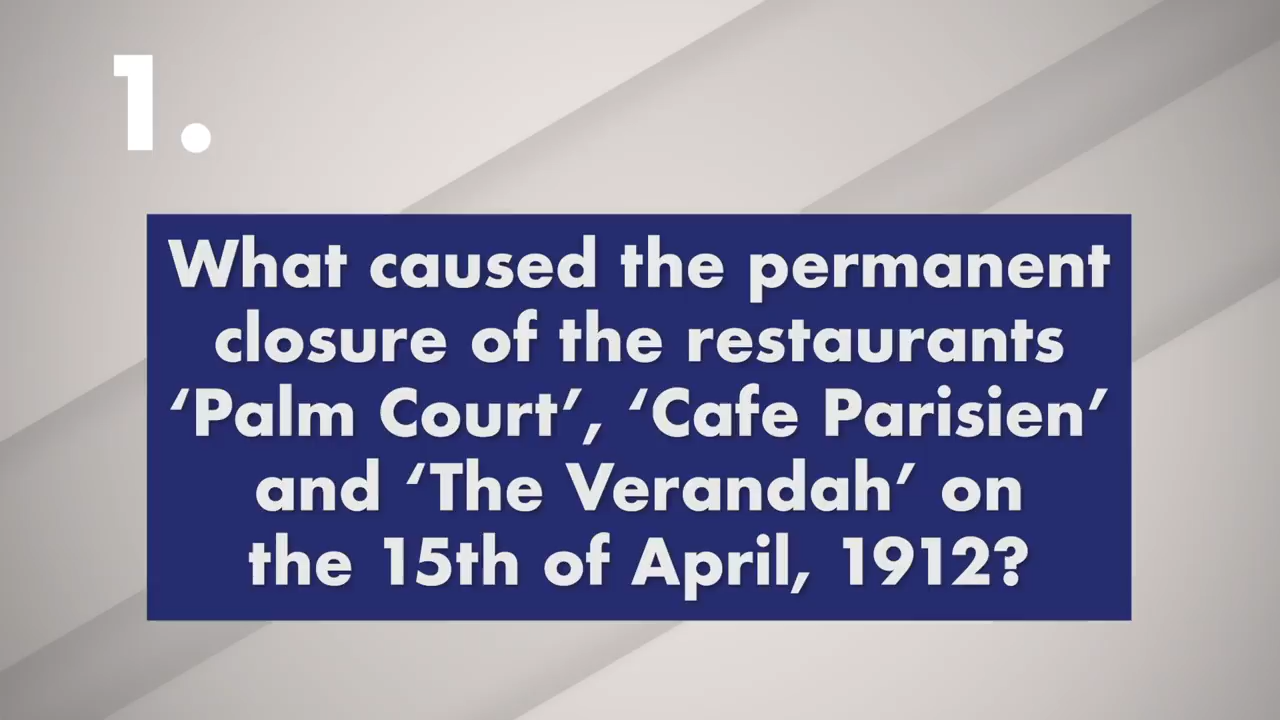 1.
What caused the permanent
closure of the restaurants
‘Palm Court’, ‘Cafe Parisien’
and ‘The Verandah’ on
the 15th of April, 1912?